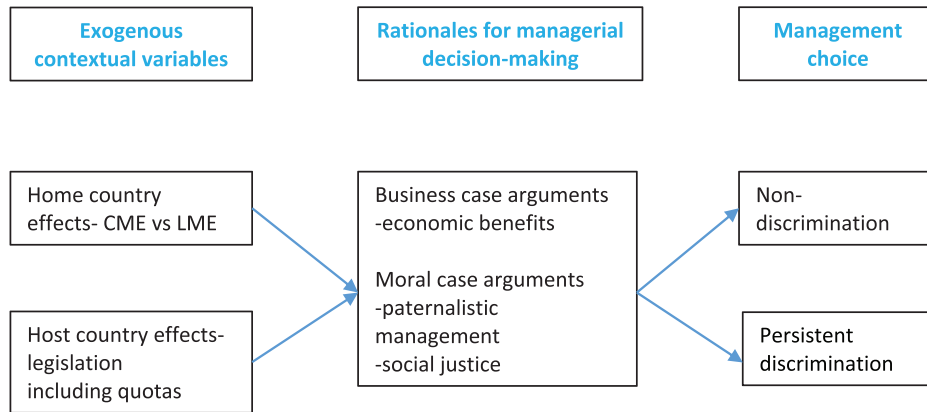 Exogenous
contextual variables
Rationales for managerial
decision-making
Management
choice
Home country
effects- CME vs LME
Host country effects-
legislation
including quotas
Business case arguments
-economic benefits
Moral case arguments
-paternalistic
management
-social justice
Non-
discrimination
Persistent
discrimination